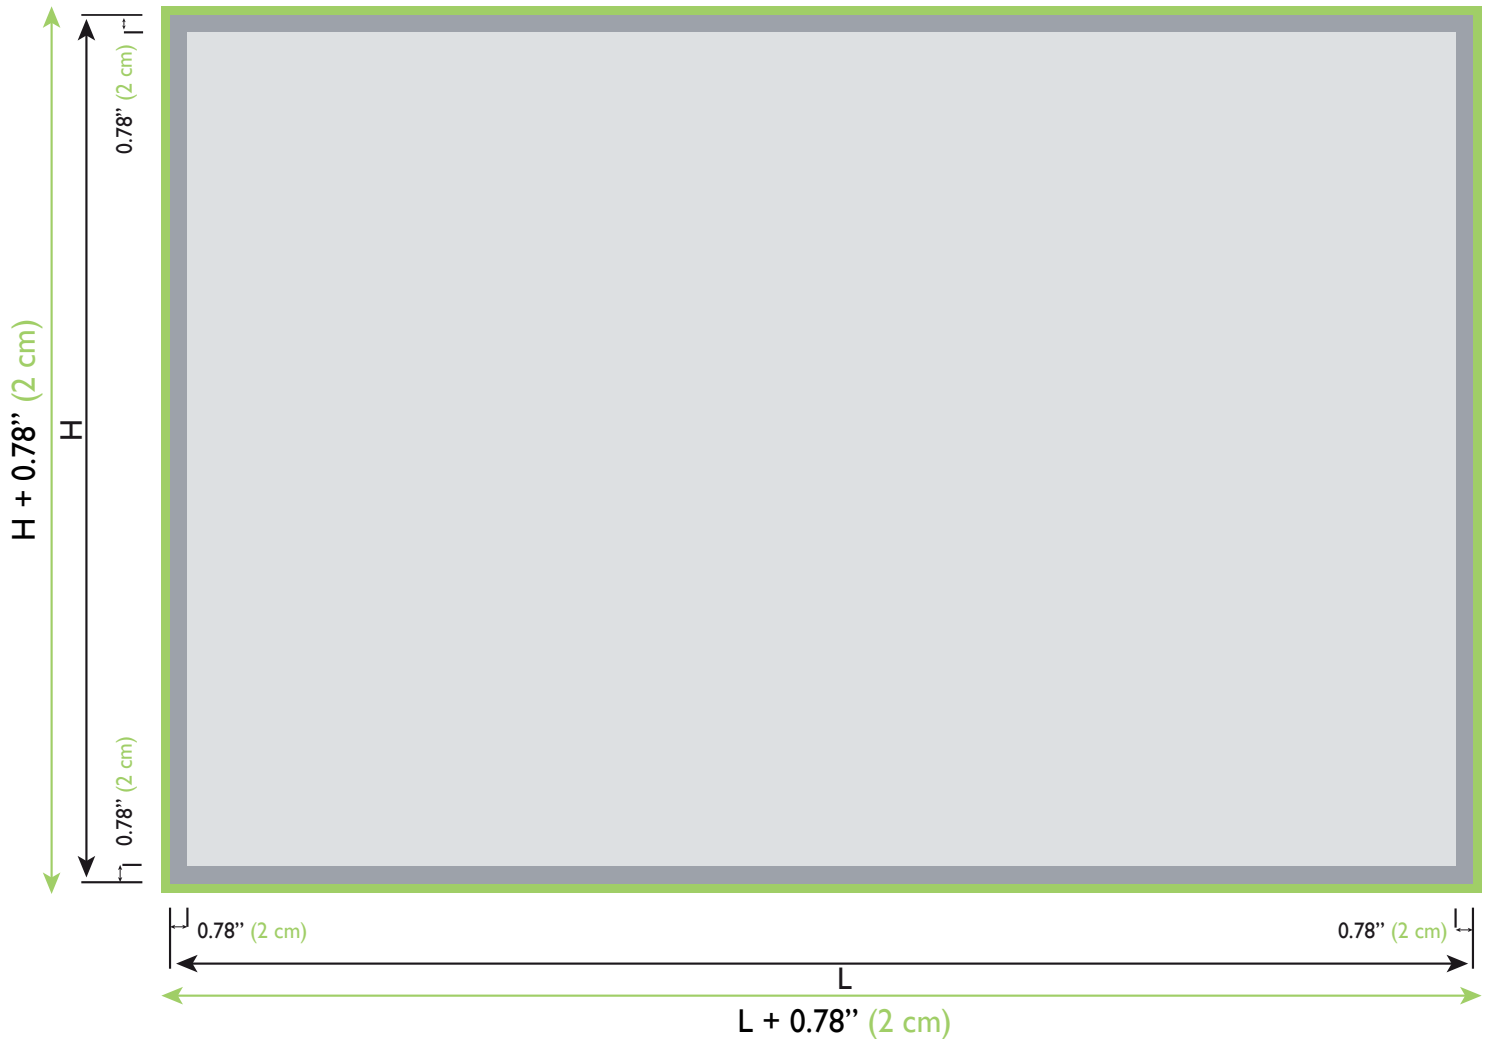 0.78” (2 cm)
H + 0.78” (2 cm)
H
0.78” (2 cm)
0.78” (2 cm)
0.78” (2 cm)
L
L + 0.78” (2 cm)